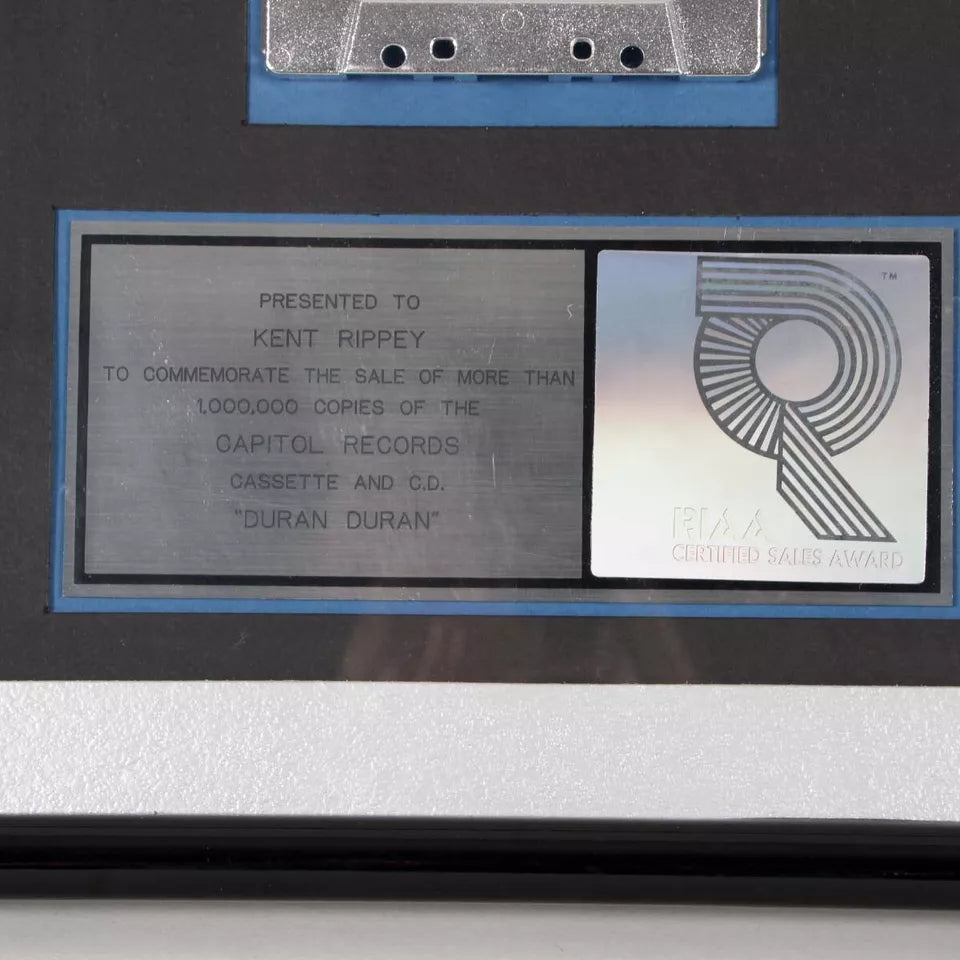 PRESENTED TO
KENT RIPPEY
TO COMMEMORATE THE SALE OF MORE THAN
1,000,000 COPIES OF THE
CAPITOL RECORDS
CASSETTE AND C.D.
"DURAN DURAN"
TM
RIAA
CERTIFIED SALES AWARD